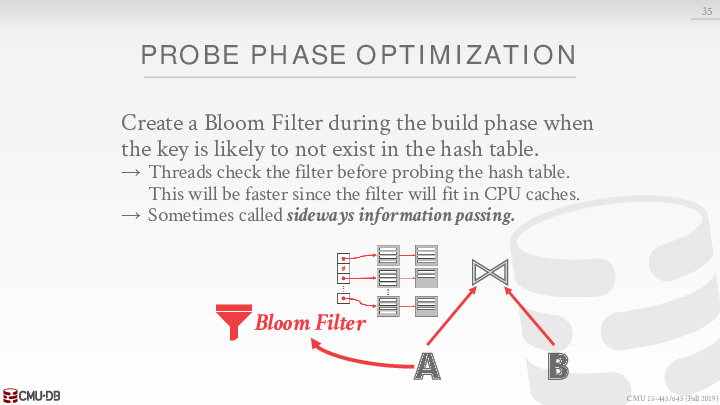 35
PROBE PHASE OPTIMIZATION
Create a Bloom Filter during the build phase when
the key is likely to not exist in the hash table.
→ Threads check the filter before probing the hash table.
This will be faster since the filter will fit in CPU caches.
→ Sometimes called sideways information passing.
Bloom Filter
A
B
CMU·DB
CMU 15-445/645 (Fall 2019)